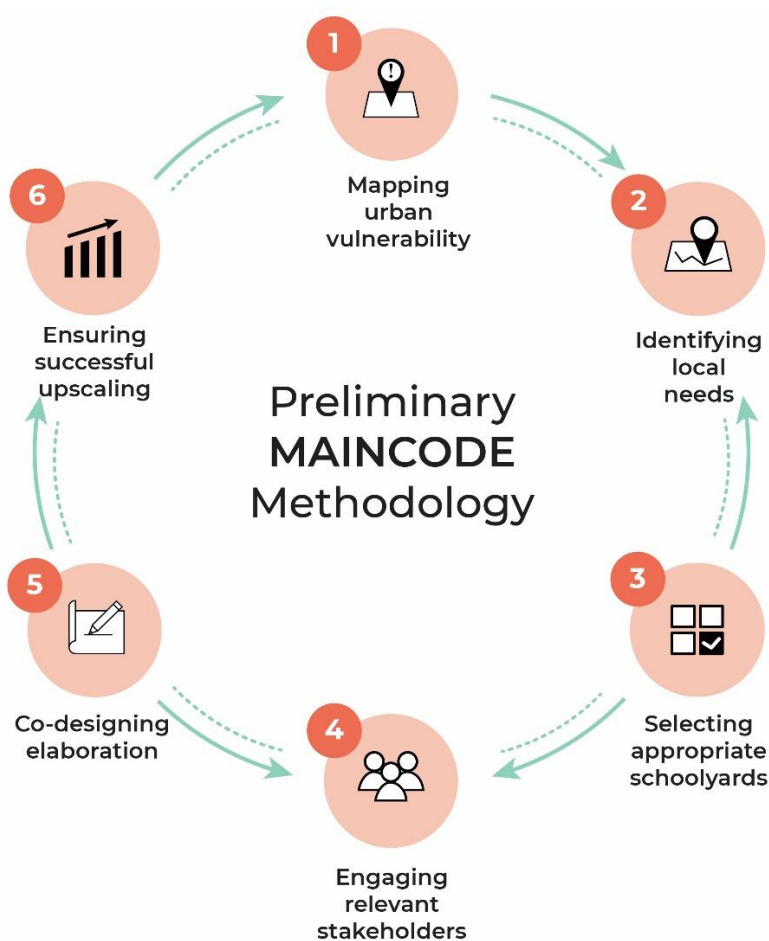 1
Mapping
urban
vulnerability
2
Identifying
local
needs
3
Selecting
appropriate
schoolyards
4
Engaging
relevant
stakeholders
5
Co-designing
elaboration
6
Ensuring
successful
upscaling
Preliminary
MAINCODE
Methodology